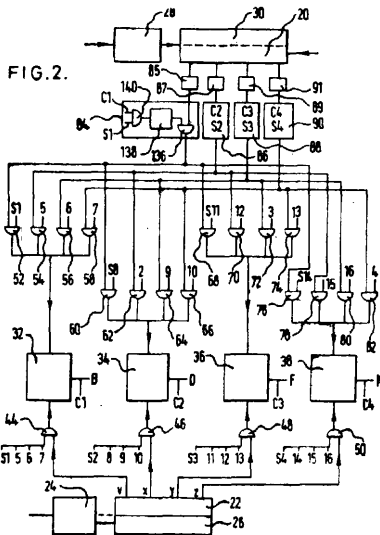 28
30
20
FIG.2.
85
87
89
91
140
C1
84
S1
138
136
C2
S2
C3
S3
C4
S4
90
86
88
S1 5 6 7
S11 12 3 13
52 54 56 58
68 70 72 74
S8 2 9 10
S14 15 16 4
60 62 64 66
76 78 80 82
32 34 36 38
B D F
C1 C2 C3 C4
44 46 48 50
S1 5 6 7
S2 8 9 10
S3 11 12 13
S4 14 15 16
V X Y
24
22
26